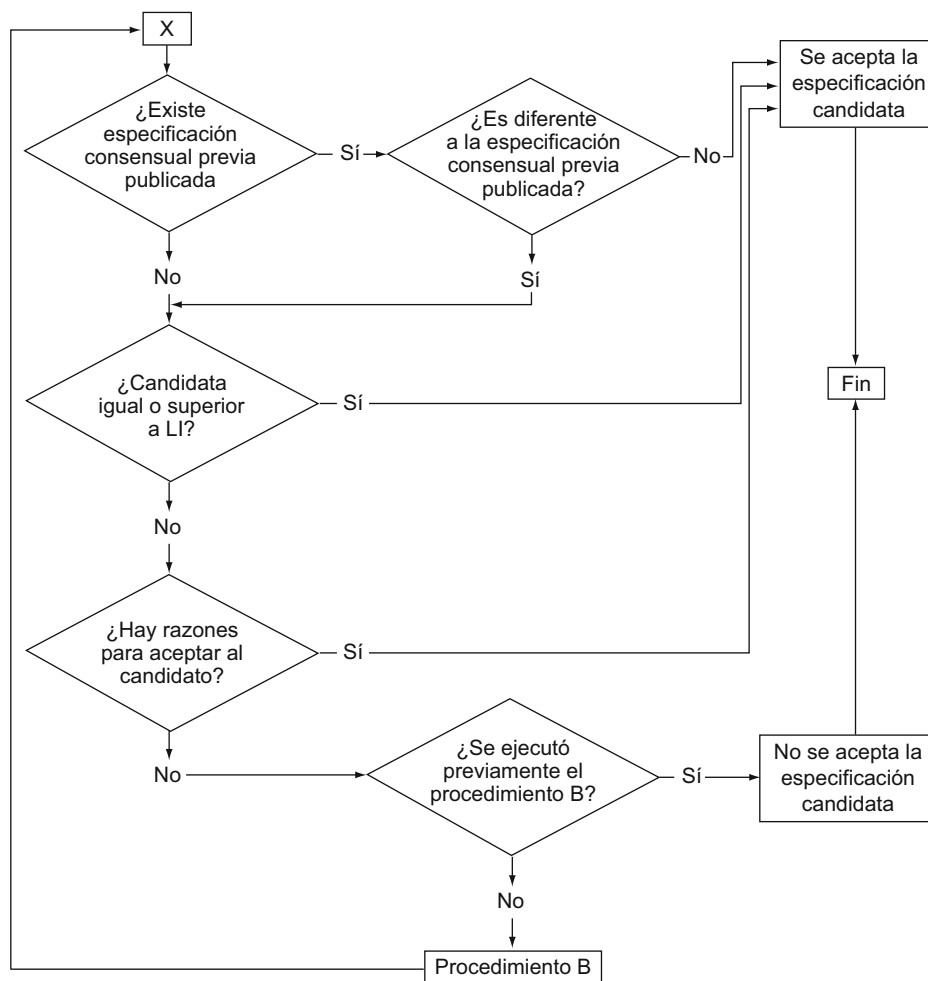 X
¿Existe
especificación
consensual previa
publicada
Sí
¿Es diferente
a la especificación
consensual previa
publicada?
No
Se acepta la
especificación
candidata
No
Sí
¿Candidata
igual o superior
a LI?
Sí
Fin
No
¿Hay razones
para aceptar al
candidato?
Sí
No
¿Se ejecutó
previamente el
procedimiento B?
Sí
No se acepta la
especificación
candidata
No
Procedimiento B